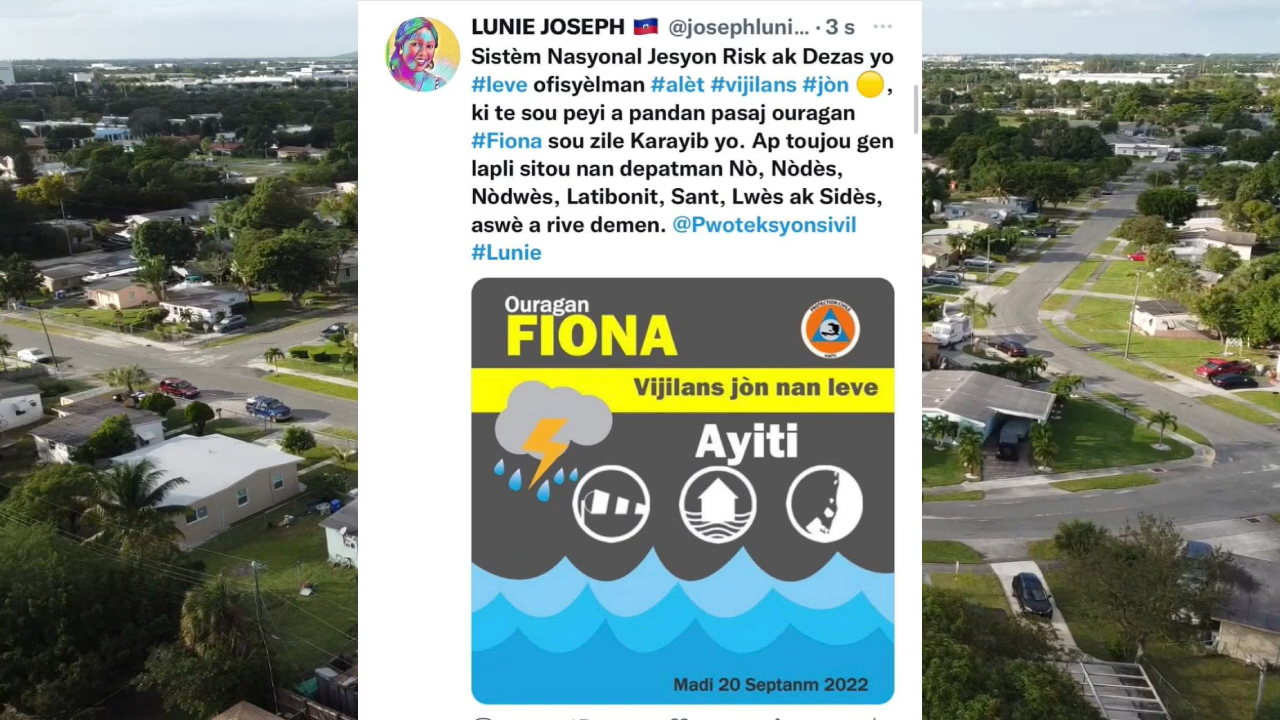 LUNIE JOSEPH 🇭🇹 @josephluni... · 3 s
Sistèm Nasyonal Jesyon Risk ak Dezas yo
#leve ofisyèlman #alèt #vijilans #jòn 🟡,
ki te sou peyi a pandan pasaj ouragan
#Fiona sou zile Karayib yo. Ap toujou gen
lapli sitou nan depatman Nò, Nòdès,
Nòdwès, Latibonit, Sant, Lwès ak Sidès,
aswè a rive demen. @Pwoteksyonsivil
#Lunie
Ouragan
FIONA
PROTECTION CIVILE
HAITI
Vijilans jòn nan leve
Ayiti
Madi 20 Septanm 2022